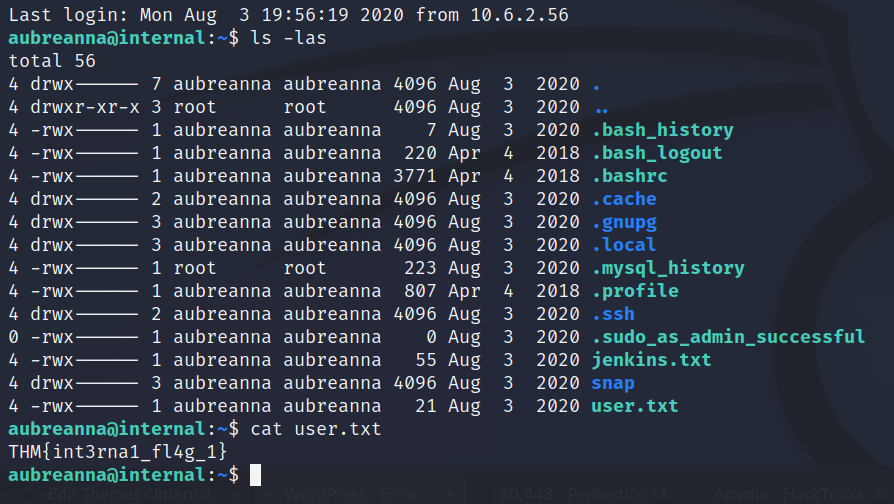 Last login: Mon Aug  3 19:56:19 2020 from 10.6.2.56
aubreanna@internal:~$ ls -las
total 56
4 drwx------ 7 aubreanna aubreanna 4096 Aug  3  2020 .
4 drwxr-xr-x 3 root      root      4096 Aug  3  2020 ..
4 -rwx------ 1 aubreanna aubreanna    7 Aug  3  2020 .bash_history
4 -rwx------ 1 aubreanna aubreanna  220 Apr  4  2018 .bash_logout
4 -rwx------ 1 aubreanna aubreanna 3771 Apr  4  2018 .bashrc
4 drwx------ 2 aubreanna aubreanna 4096 Aug  3  2020 .cache
4 drwx------ 3 aubreanna aubreanna 4096 Aug  3  2020 .gnupg
4 drwx------ 3 aubreanna aubreanna 4096 Aug  3  2020 .local
4 -rwx------ 1 root      root       223 Aug  3  2020 .mysql_history
4 -rwx------ 1 aubreanna aubreanna  807 Apr  4  2018 .profile
4 drwx------ 2 aubreanna aubreanna 4096 Aug  3  2020 .ssh
0 -rwx------ 1 aubreanna aubreanna    0 Aug  3  2020 .sudo_as_admin_successful
4 -rwx------ 1 aubreanna aubreanna   55 Aug  3  2020 jenkins.txt
4 drwx------ 3 aubreanna aubreanna 4096 Aug  3  2020 snap
4 -rwx------ 1 aubreanna aubreanna   21 Aug  3  2020 user.txt
aubreanna@internal:~$ cat user.txt
THM{int3rna1_fl4g_1}
aubreanna@internal:~$
Edit Themes ‹ Internal × WordPress › Error × 80,443 - Pentesting × Apache - HackTricks ×